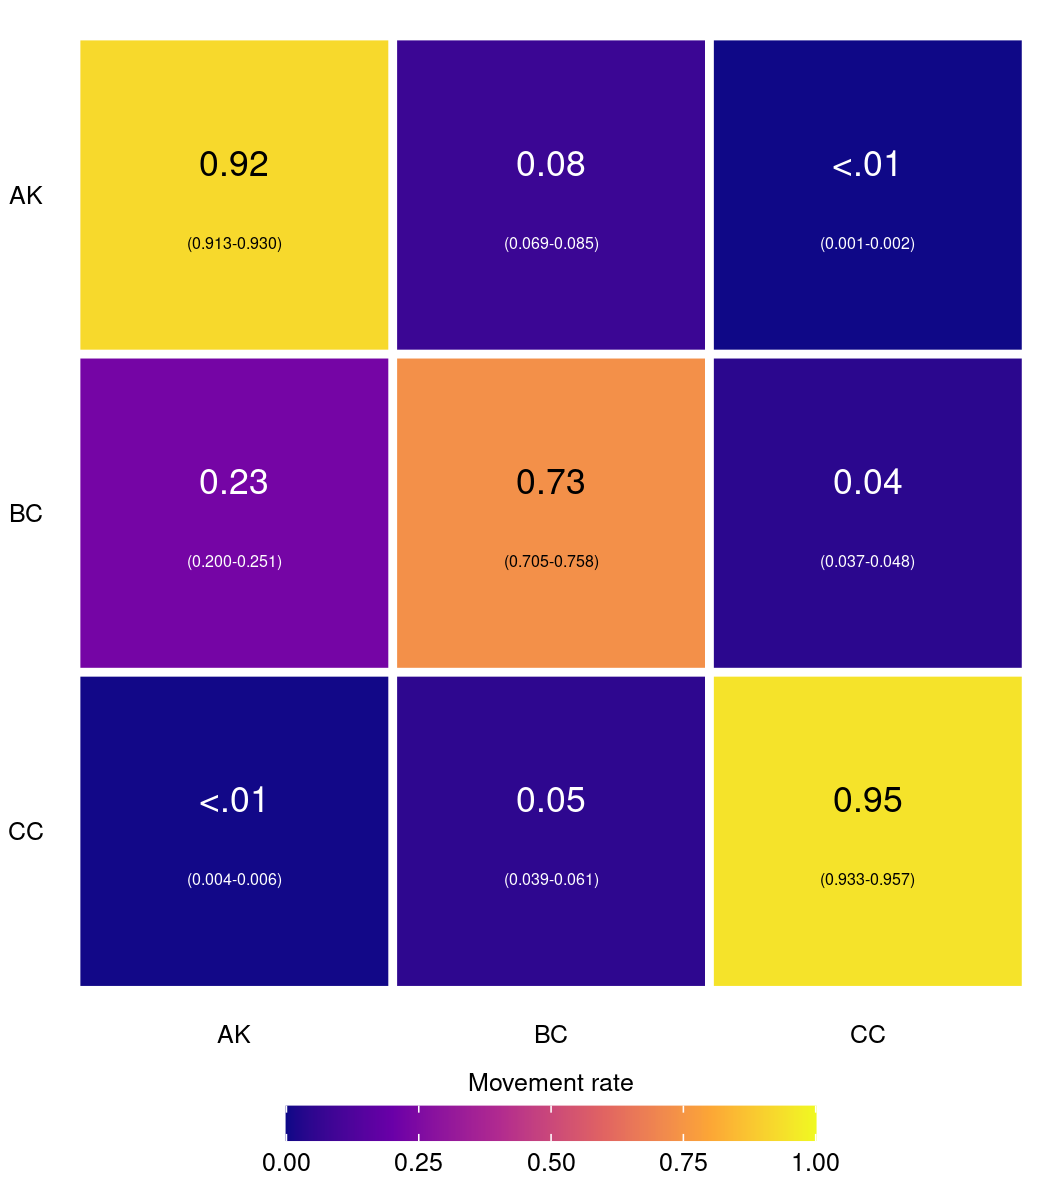 0.92 0.08 <.01
AK
(0.913-0.930) (0.069-0.085) (0.001-0.002)
0.23 0.73 0.04
BC
(0.200-0.251) (0.705-0.758) (0.037-0.048)
<.01 0.05 0.95
CC
(0.004-0.006) (0.039-0.061) (0.933-0.957)
AK BC CC
Movement rate
0.00 0.25 0.50 0.75 1.00